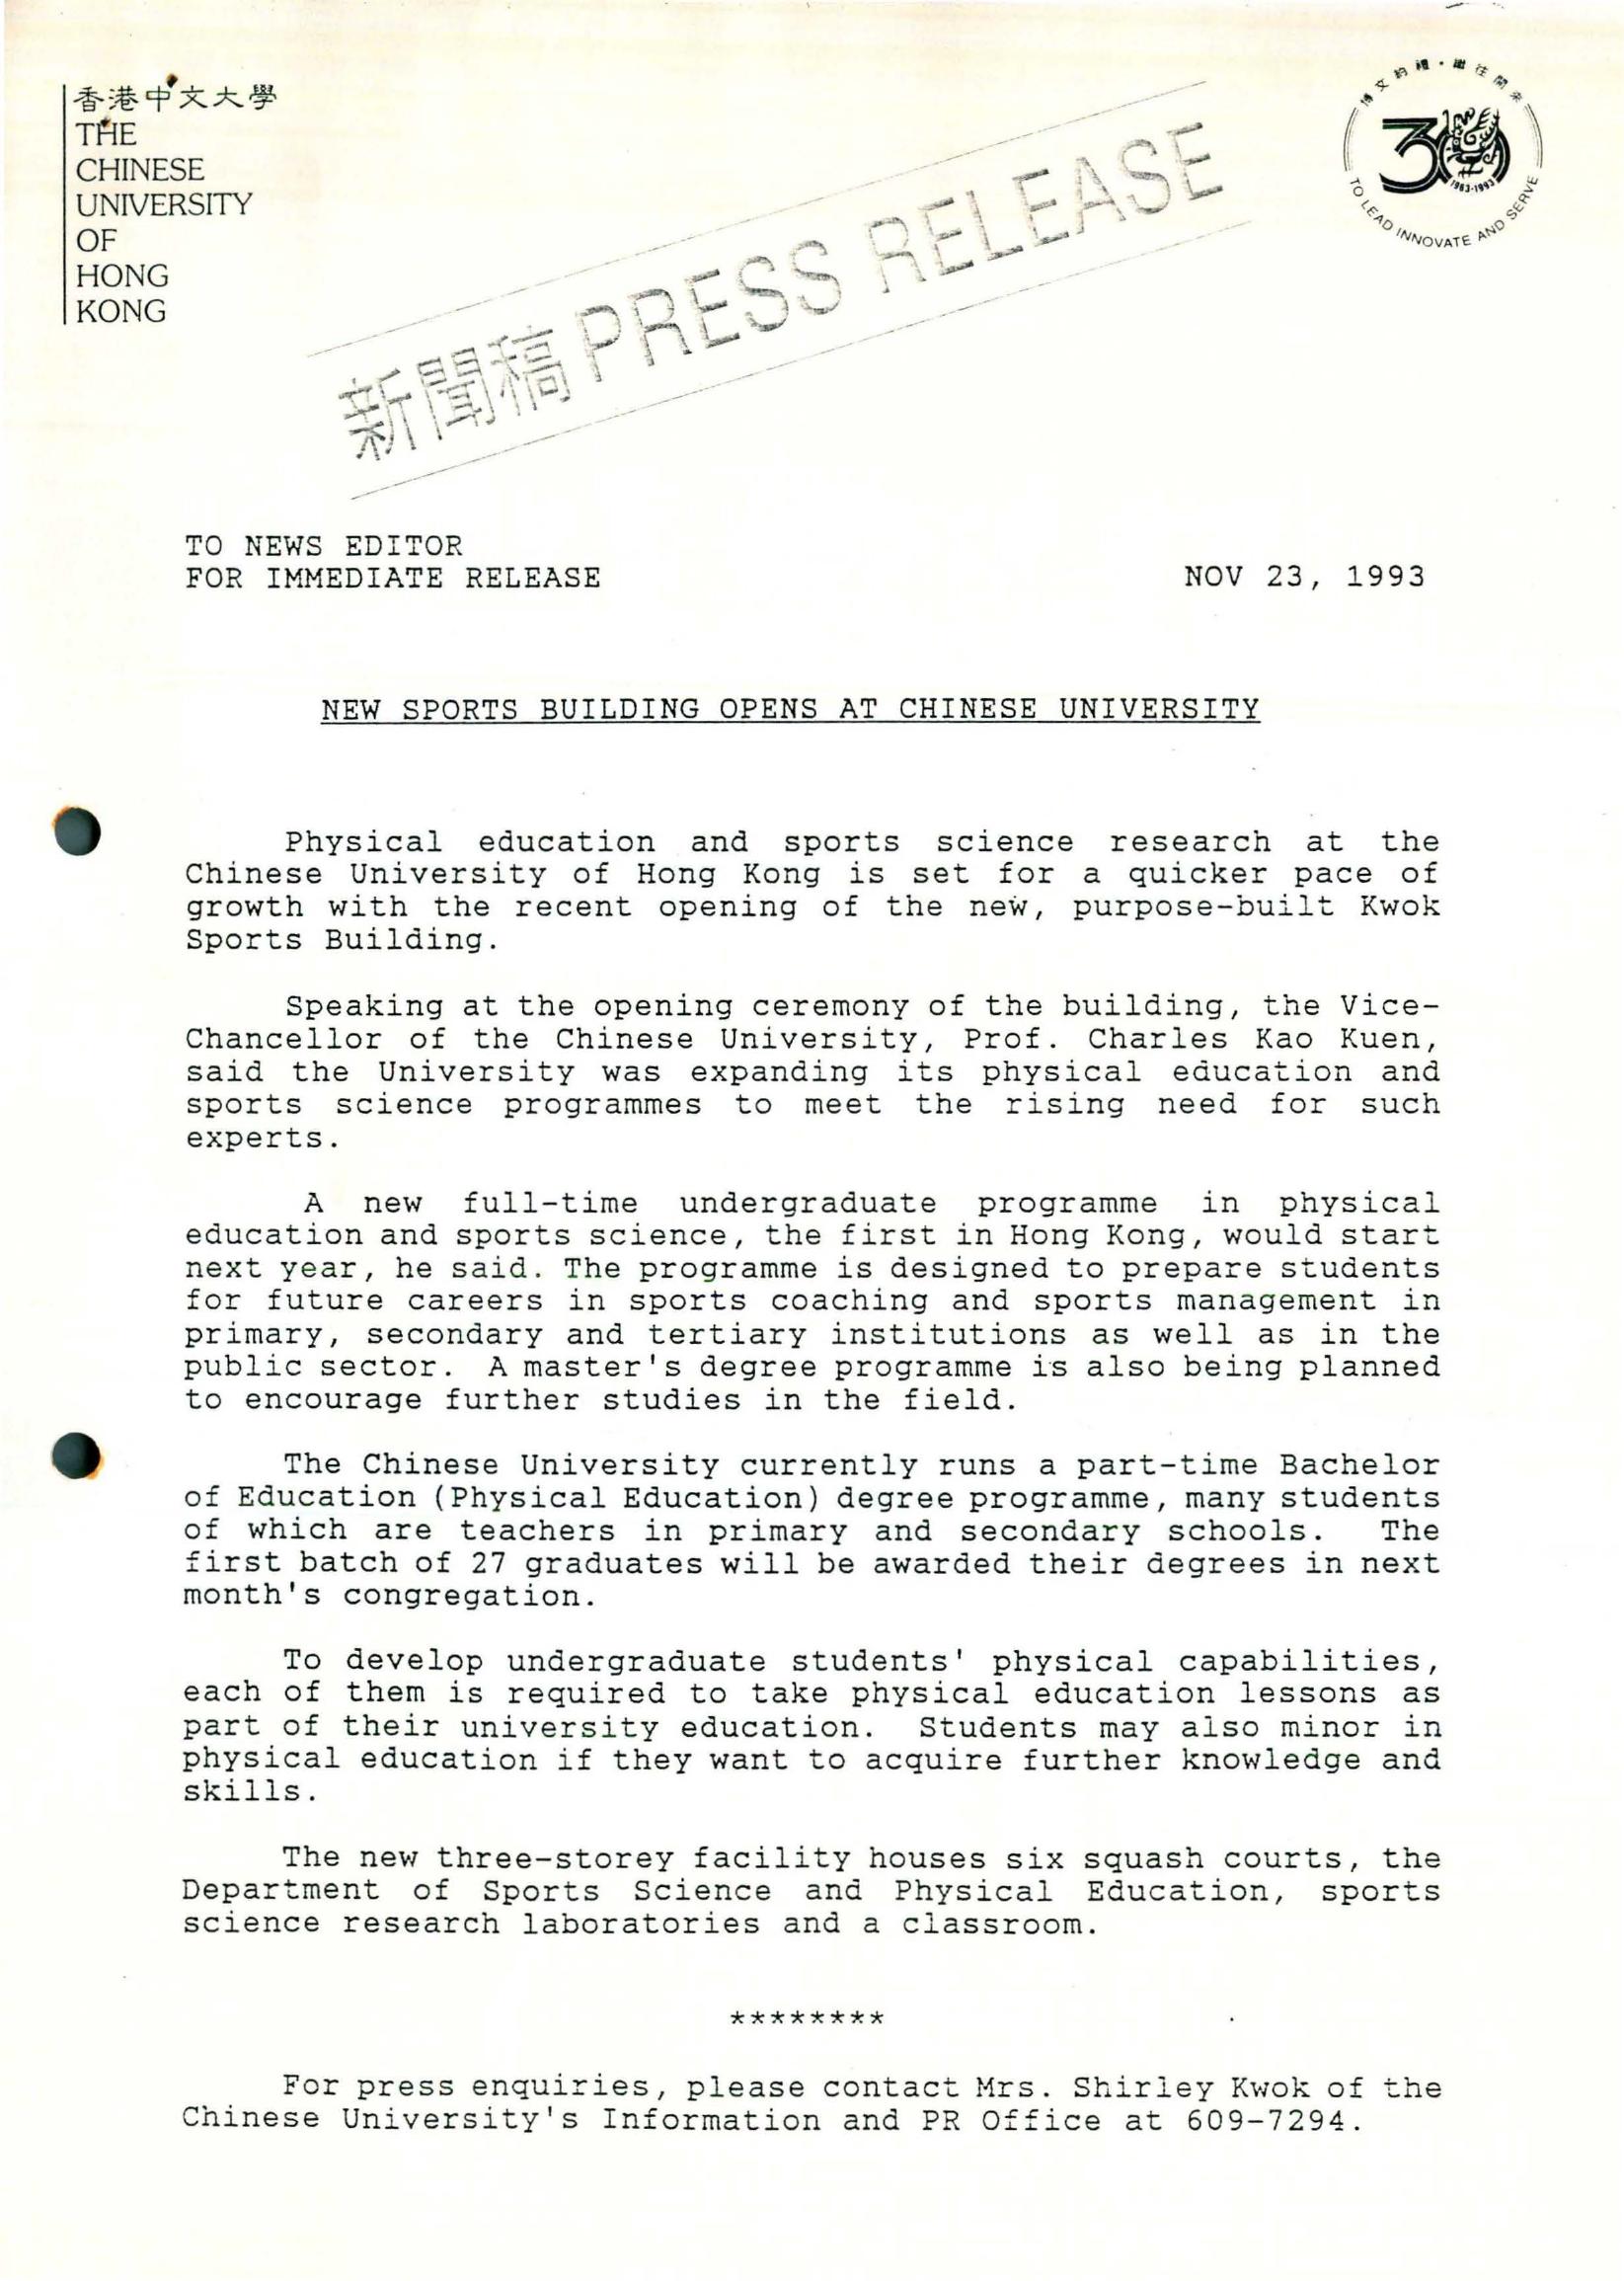 香港中文大學
THE
CHINESE
UNIVERSITY
OF
HONG
KONG
博文約禮·繼往開來
30
1963-1993
TO LEAD INNOVATE AND SERVE
新聞稿 PRESS RELEASE
TO NEWS EDITOR
FOR IMMEDIATE RELEASE
NOV 23, 1993
NEW SPORTS BUILDING OPENS AT CHINESE UNIVERSITY
Physical education and sports science research at the
Chinese University of Hong Kong is set for a quicker pace of
growth with the recent opening of the new, purpose-built Kwok
Sports Building.
Speaking at the opening ceremony of the building, the Vice-
Chancellor of the Chinese University, Prof. Charles Kao Kuen,
said the University was expanding its physical education and
sports science programmes to meet the rising need for such
experts.
A new full-time undergraduate programme in physical
education and sports science, the first in Hong Kong, would start
next year, he said. The programme is designed to prepare students
for future careers in sports coaching and sports management in
primary, secondary and tertiary institutions as well as in the
public sector. A master's degree programme is also being planned
to encourage further studies in the field.
The Chinese University currently runs a part-time Bachelor
of Education (Physical Education) degree programme, many students
of which are teachers in primary and secondary schools. The
first batch of 27 graduates will be awarded their degrees in next
month's congregation.
To develop undergraduate students' physical capabilities,
each of them is required to take physical education lessons as
part of their university education. Students may also minor in
physical education if they want to acquire further knowledge and
skills.
The new three-storey facility houses six squash courts, the
Department of Sports Science and Physical Education, sports
science research laboratories and a classroom.
********
For press enquiries, please contact Mrs. Shirley Kwok of the
Chinese University's Information and PR Office at 609-7294.